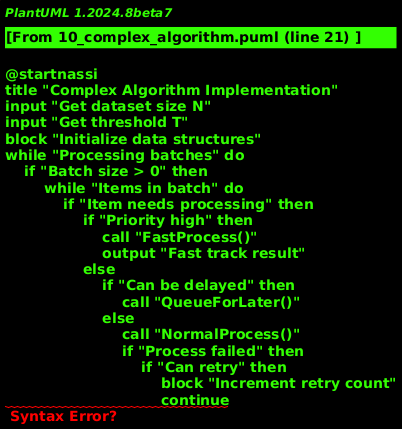 PlantUML 1.2024.8beta7
[From 10_complex_algorithm.puml (line 21) ]
@startnassi
title "Complex Algorithm Implementation"
input "Get dataset size N"
input "Get threshold T"
block "Initialize data structures"
while "Processing batches" do
    if "Batch size > 0" then
        while "Items in batch" do
            if "Item needs processing" then
                if "Priority high" then
                    call "FastProcess()"
                    output "Fast track result"
                else
                    if "Can be delayed" then
                        call "QueueForLater()"
                    else
                        call "NormalProcess()"
                        if "Process failed" then
                            if "Can retry" then
                                block "Increment retry count"
                                continue
Syntax Error?